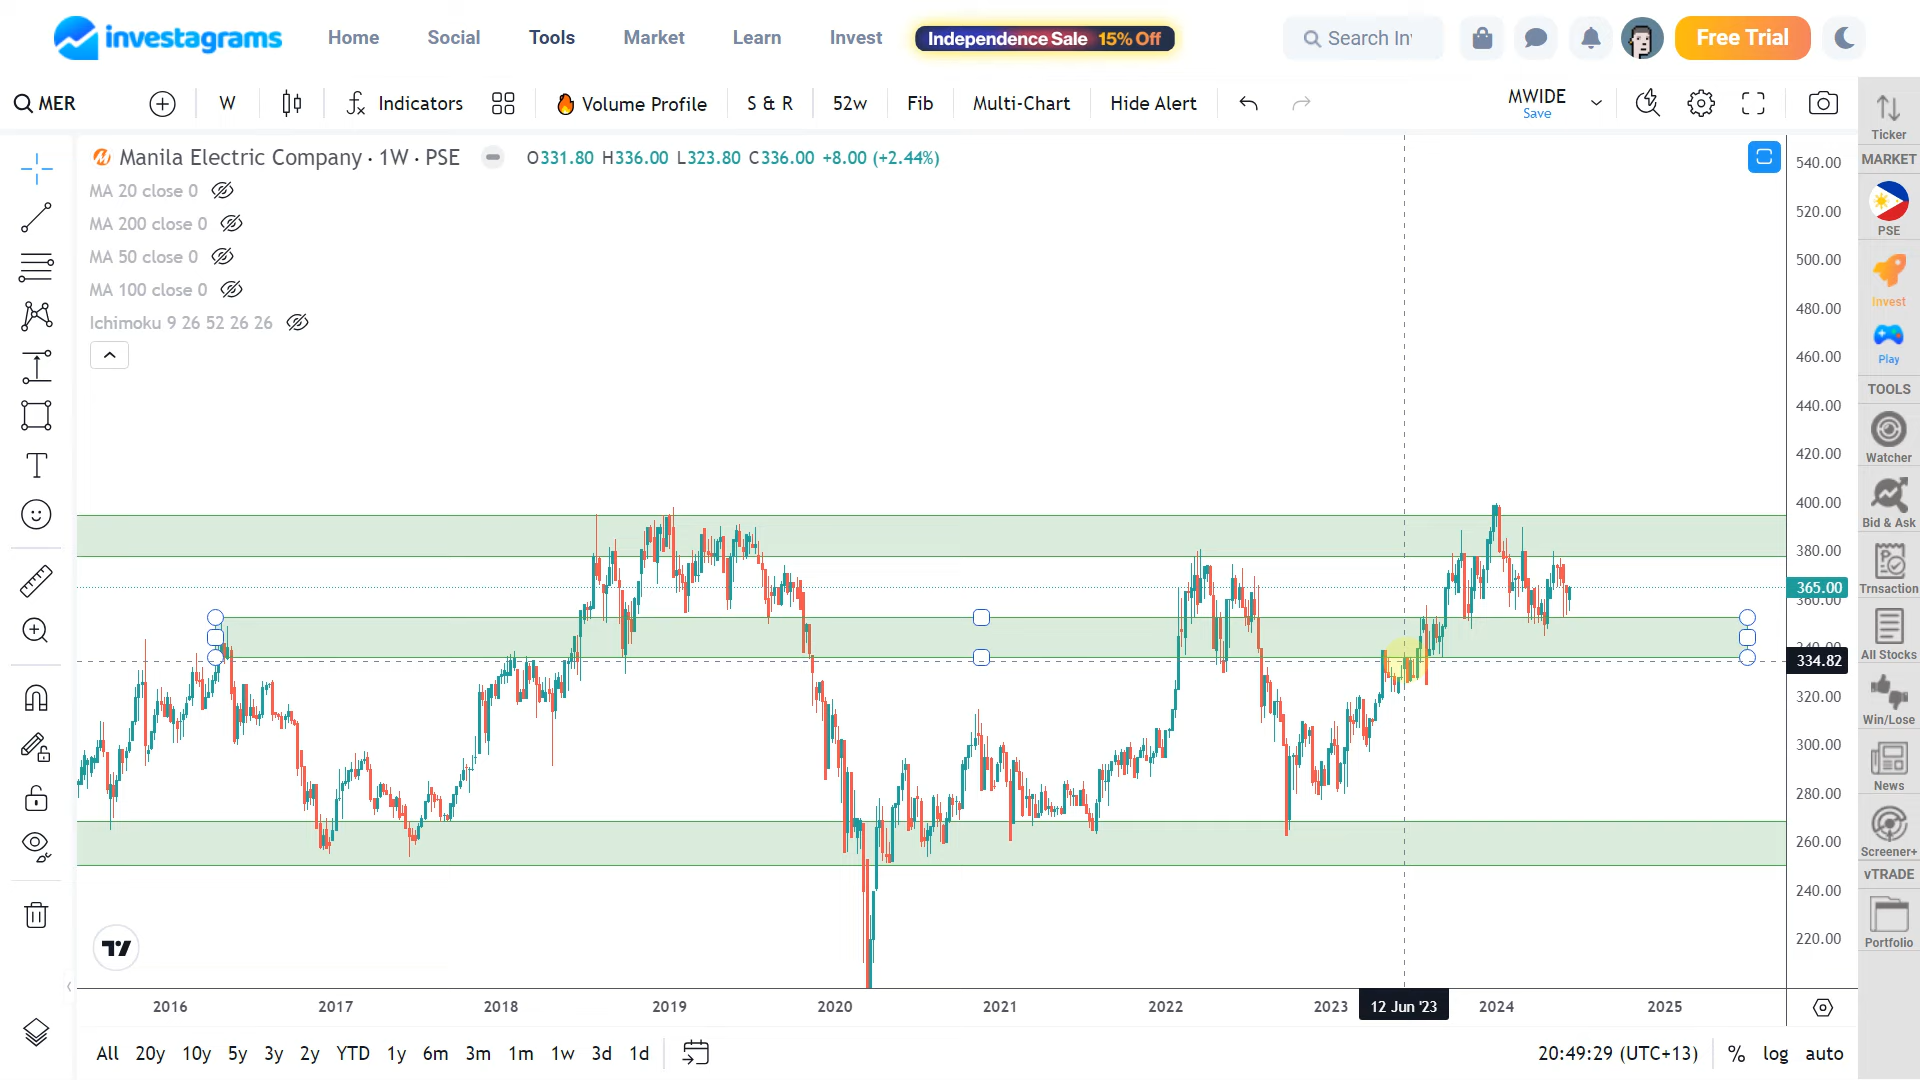 investagrams
Home
Social
Tools
Market
Learn
Invest
Independence Sale 15% Off
Search In
Free Trial
MER
W
Indicators
Volume Profile
S & R
52w
Fib
Multi-Chart
Hide Alert
MWIDE
Save
Manila Electric Company · 1W · PSE
O331.80 H336.00 L323.80 C336.00 +8.00 (+2.44%)
MA 20 close 0
MA 200 close 0
MA 50 close 0
MA 100 close 0
Ichimoku 9 26 52 26 26
540.00
520.00
500.00
480.00
460.00
440.00
420.00
400.00
380.00
365.00
360.00
334.82
320.00
300.00
280.00
260.00
240.00
220.00
2016
2017
2018
2019
2020
2021
2022
2023
12 Jun '23
2024
2025
All
20y
10y
5y
3y
2y
YTD
1y
6m
3m
1m
1w
3d
1d
20:49:29 (UTC+13)
%
log
auto
Ticker
MARKET
PSE
Invest
Play
TOOLS
Watcher
Bid & Ask
Trnsaction
All Stocks
Win/Lose
News
Screener+
vTRADE
Portfolio